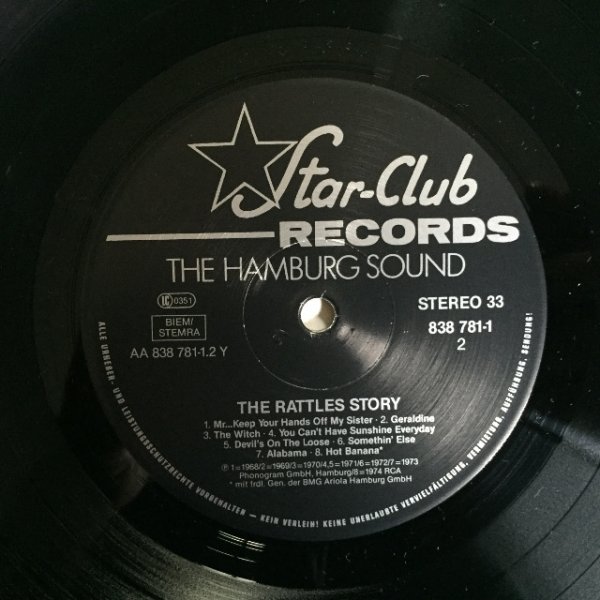 Star-Club
RECORDS
THE HAMBURG SOUND
LC 0351
STEREO 33
BIEM/
STEMRA
838 781-1
AA 838 781-1.2 Y
2
THE RATTLES STORY
1. Mr...Keep Your Hands Off My Sister · 2. Geraldine
3. The Witch · 4. You Can't Have Sunshine Everyday
5. Devil's On The Loose · 6. Somethin' Else
7. Alabama · 8. Hot Banana*
Ⓟ 1=1968/2=1969/3=1970/4,5=1971/6=1972/7=1973
Phonogram GmbH, Hamburg/8=1974 RCA
* mit frdl. Gen. der BMG Ariola Hamburg GmbH
ALLE URHEBER- UND LEISTUNGSSCHUTZRECHTE VORBEHALTEN – KEIN VERLEIH! KEINE UNERLAUBTE VERVIELFÄLTIGUNG, VERMIETUNG, AUFFÜHRUNG, SENDUNG!